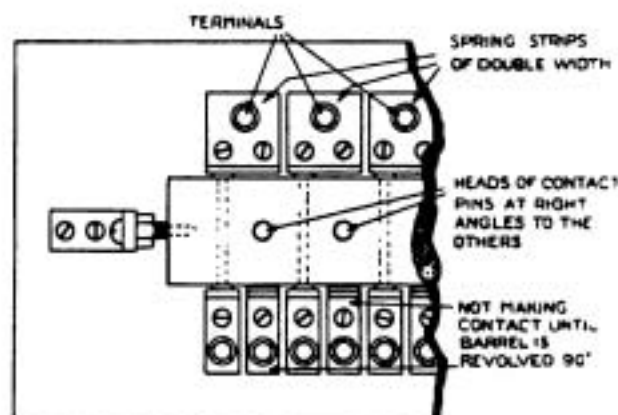 TERMINALS
SPRING STRIPS
OF DOUBLE WIDTH
HEADS OF CONTACT
PINS AT RIGHT
ANGLES TO THE
OTHERS
NOT MAKING
CONTACT UNTIL
BARREL IS
REVOLVED 90°